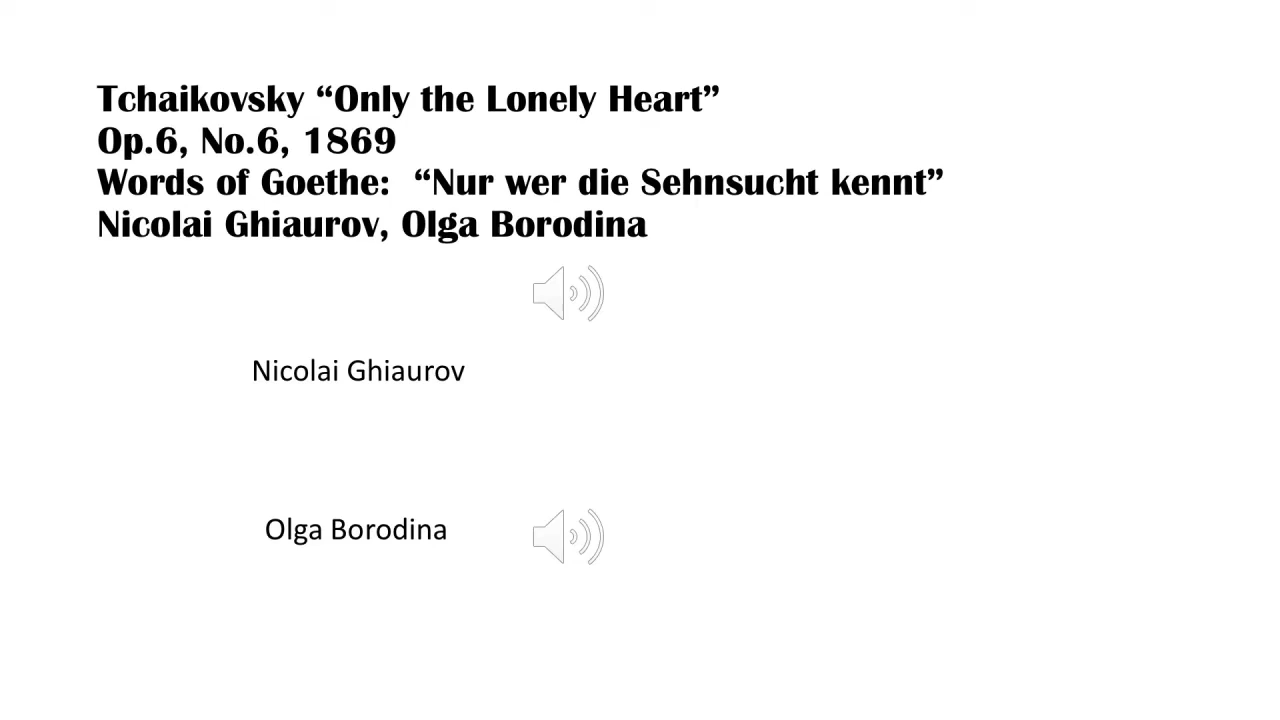 Tchaikovsky “Only the Lonely Heart”
Op.6, No.6, 1869
Words of Goethe:  “Nur wer die Sehnsucht kennt”
Nicolai Ghiaurov, Olga Borodina
Nicolai Ghiaurov
Olga Borodina